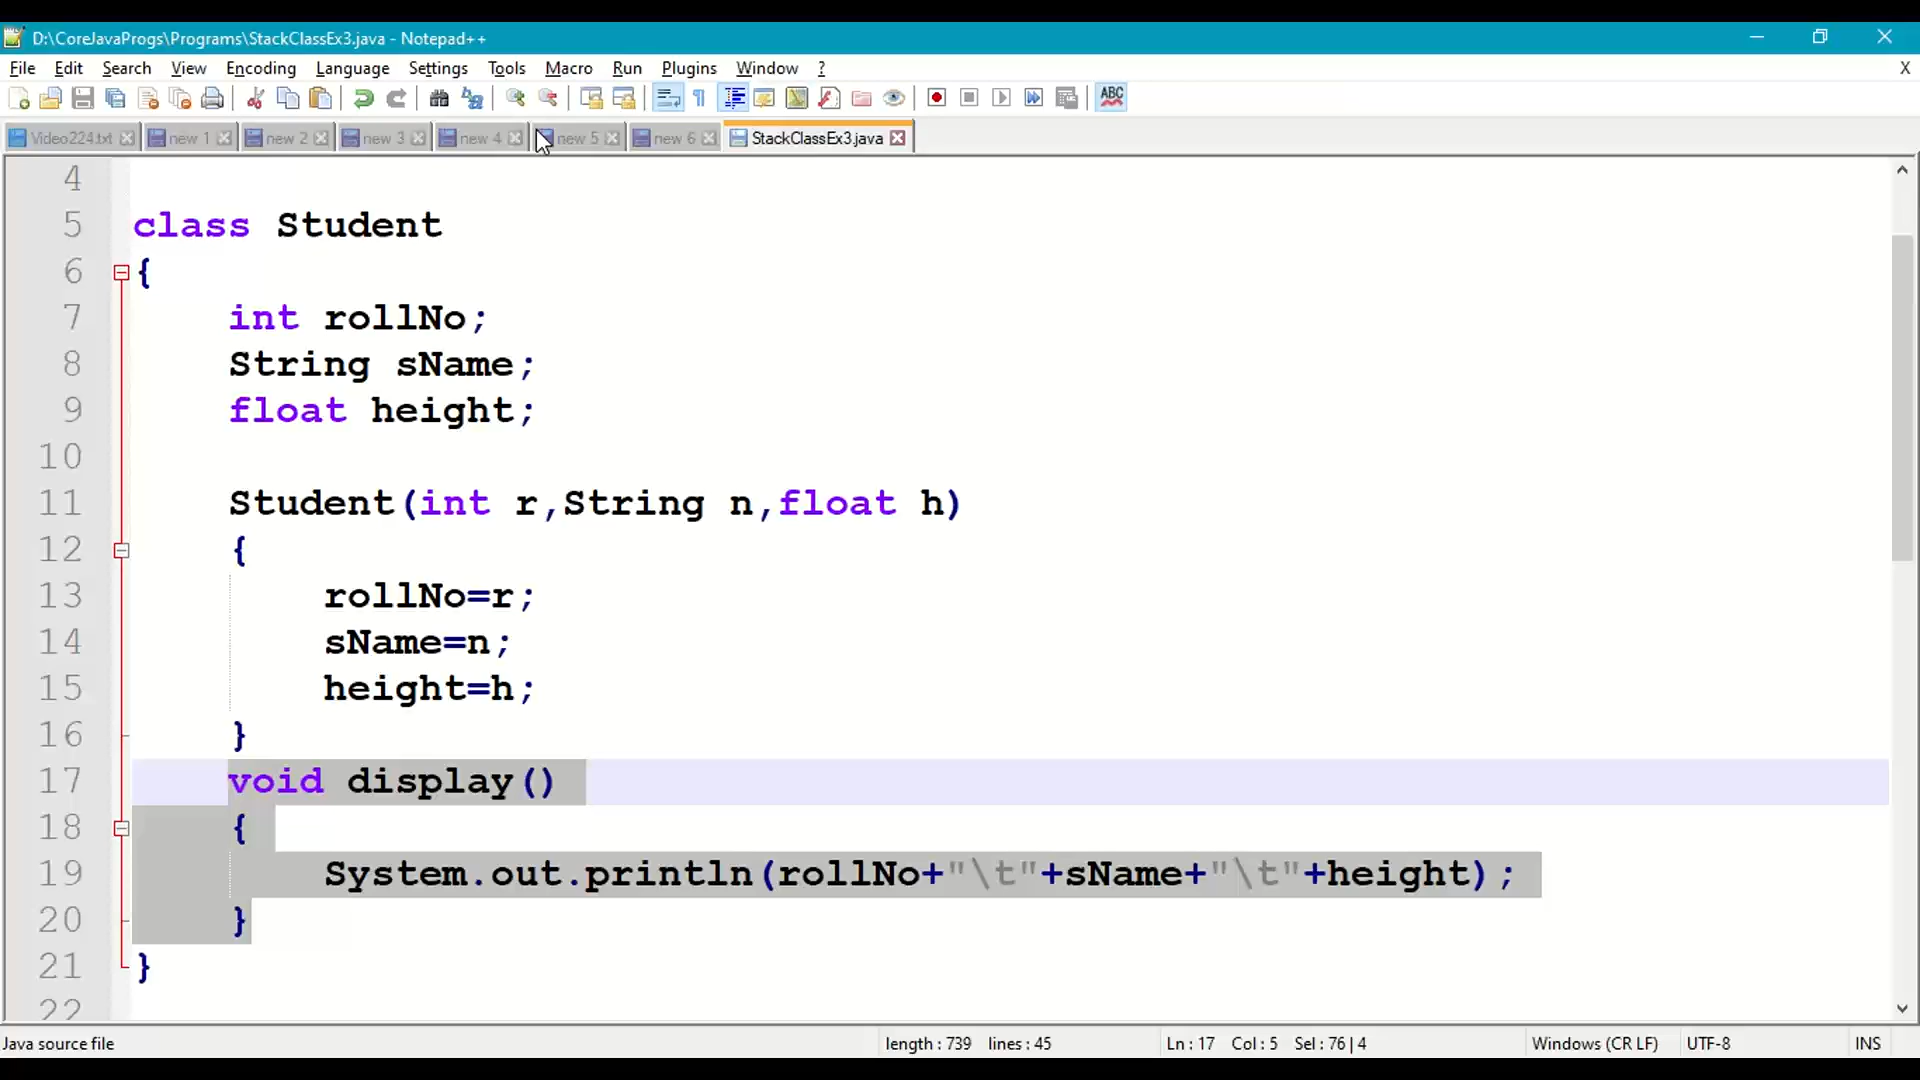 D:\CoreJavaProgs\Programs\StackClassEx3.java - Notepad++
File Edit Search View Encoding Language Settings Tools Macro Run Plugins Window ? X
ABC
Video224.txt new 1 new 2 new 3 new 4 new 5 new 6 StackClassEx3.java
4
5 class Student
6 {
7 int rollNo;
8 String sName;
9 float height;
10
11 Student(int r,String n,float h)
12 {
13 rollNo=r;
14 sName=n;
15 height=h;
16 }
17 void display()
18 {
19 System.out.println(rollNo+"\t"+sName+"\t"+height);
20 }
21 }
22
Java source file length : 739 lines : 45 Ln : 17 Col : 5 Sel : 76 | 4 Windows (CR LF) UTF-8 INS